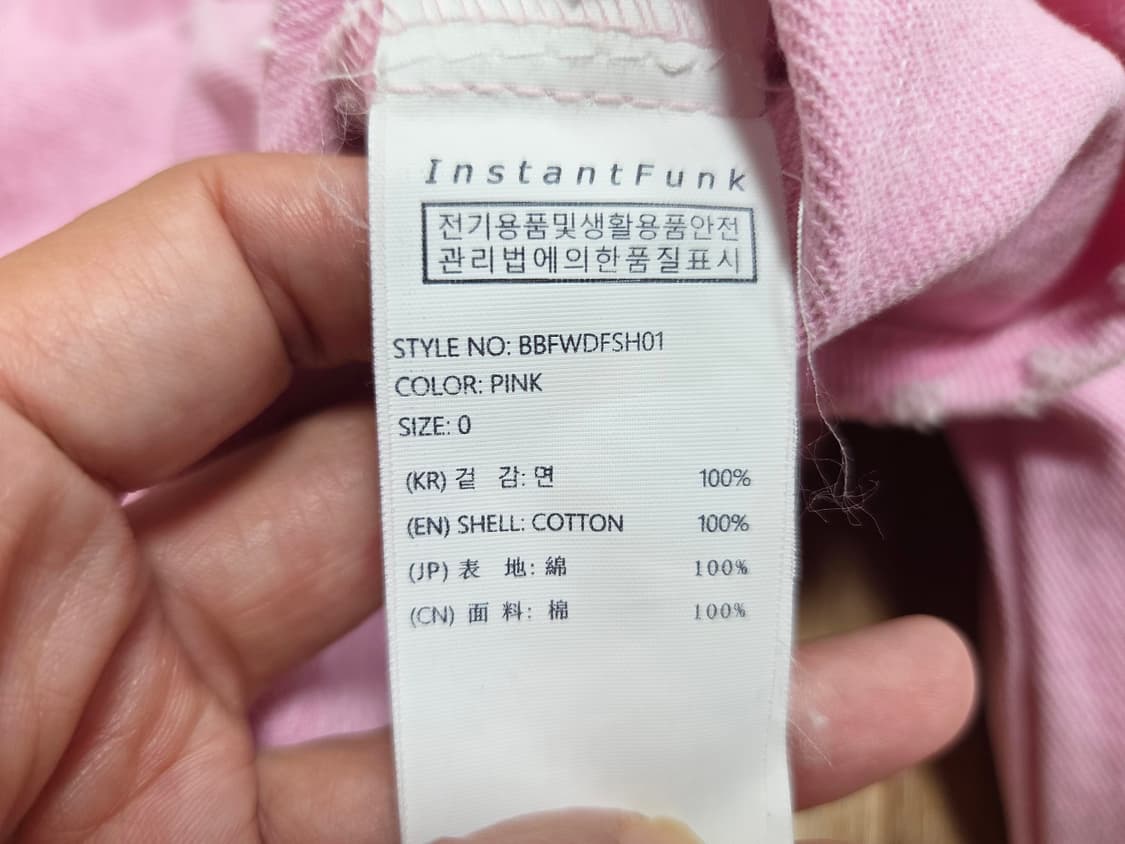 InstantFunk
전기용품및생활용품안전
관리법에의한품질표시
STYLE NO: BBFWDFSH01
COLOR: PINK
SIZE: 0
(KR) 겉 감: 면 100%
(EN) SHELL: COTTON 100%
(JP) 表 地: 綿 100%
(CN) 面 料: 棉 100%